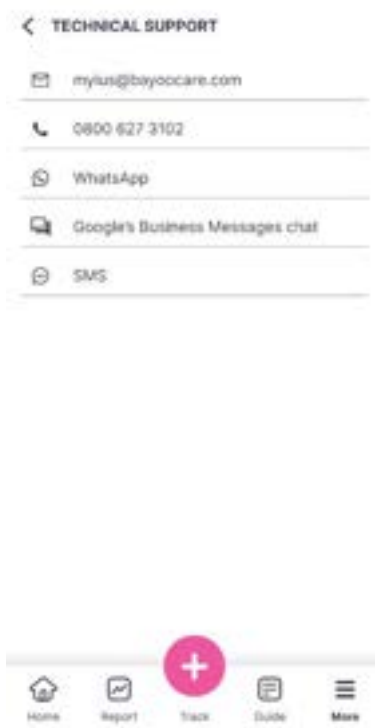 TECHNICAL SUPPORT
myius@bayoocare.com
0800 627 3102
WhatsApp
Google's Business Messages chat
SMS
Home Report Track Guide More